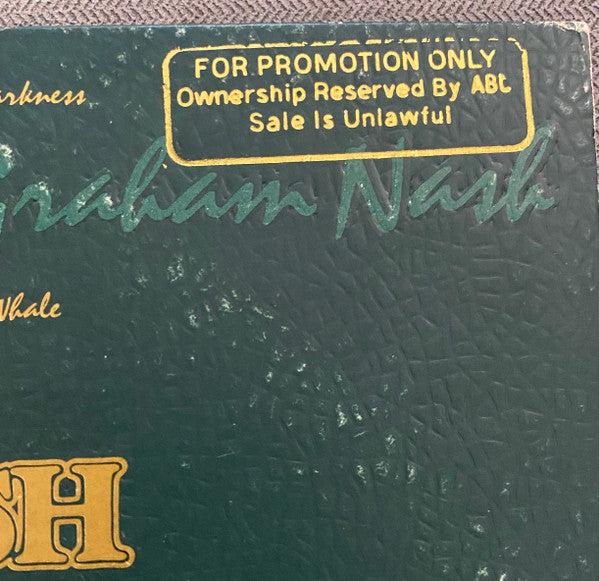 FOR PROMOTION ONLY
Ownership Reserved By ABC
Sale Is Unlawful
arkness
Graham Nash
Whale
SH